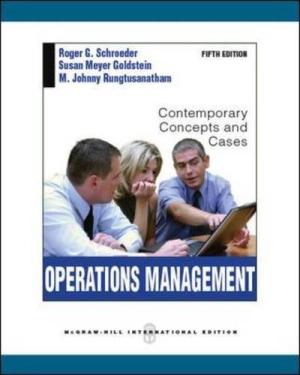 Roger G. Schroeder
Susan Meyer Goldstein
M. Johnny Rungtusanatham
FIFTH EDITION
Contemporary
Concepts and
Cases
OPERATIONS MANAGEMENT
McGRAW-HILL INTERNATIONAL EDITION